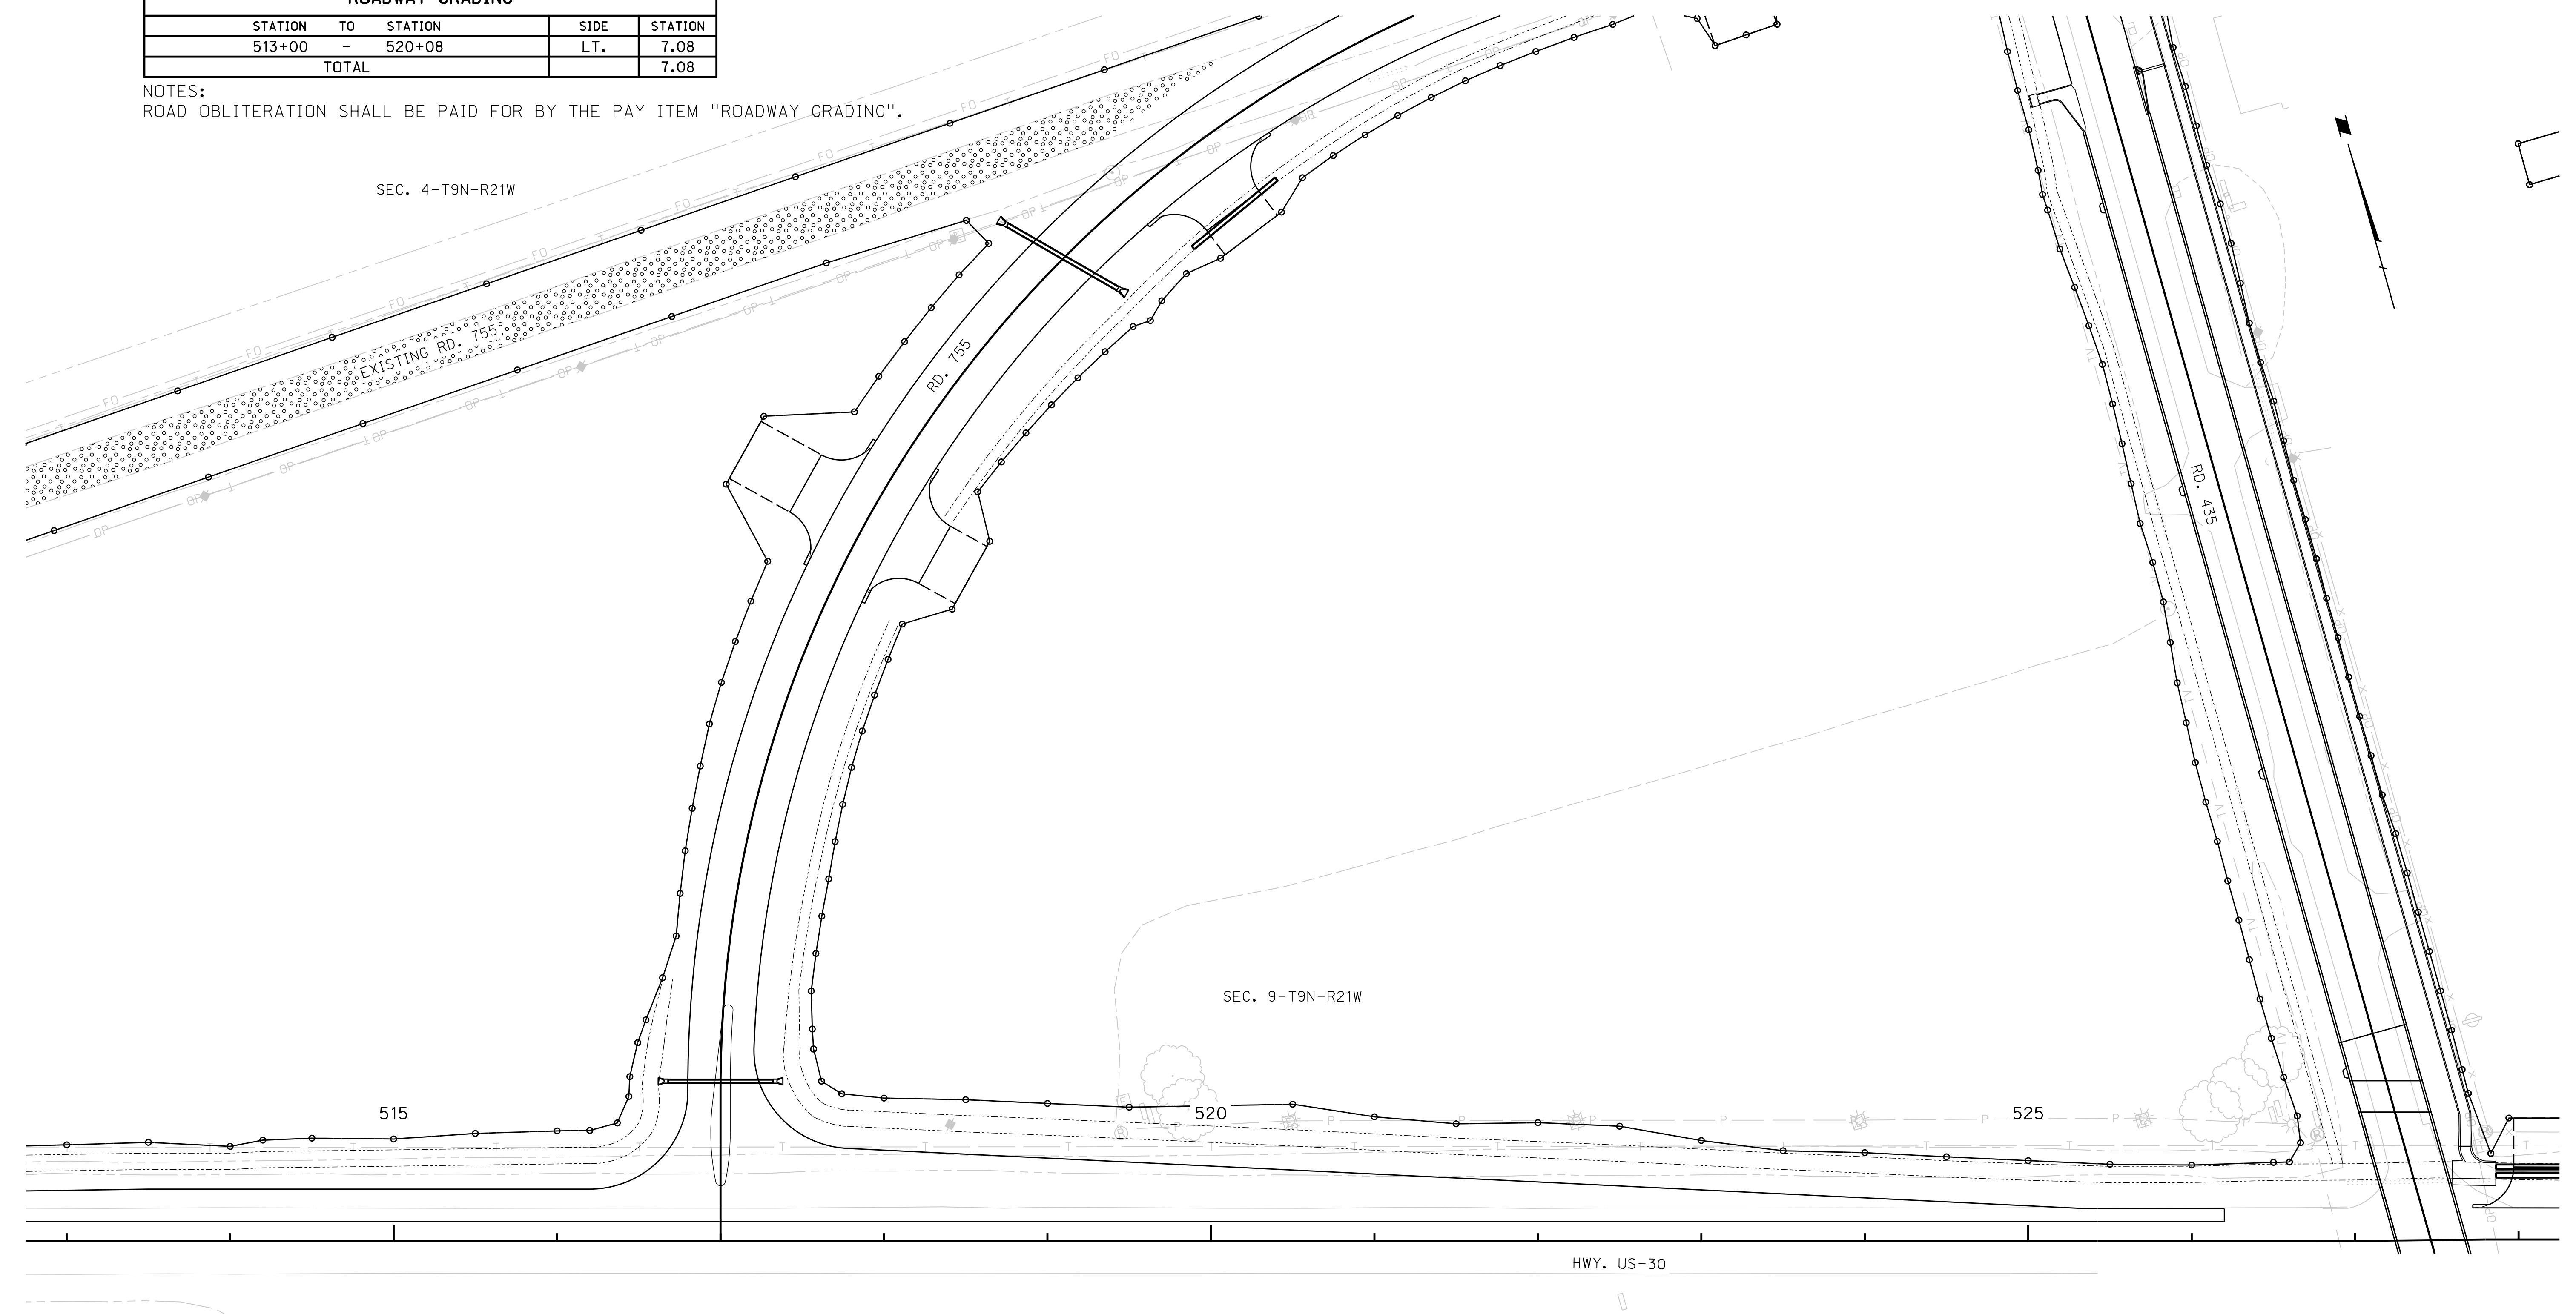 ROADWAY GRADING
STATION TO STATION SIDE STATION
513+00 - 520+08 LT. 7.08
TOTAL 7.08
NOTES:
ROAD OBLITERATION SHALL BE PAID FOR BY THE PAY ITEM "ROADWAY GRADING".
SEC. 4-T9N-R21W
EXISTING RD. 755
RD. 755
RD. 435
SEC. 9-T9N-R21W
515
520
525
HWY. US-30